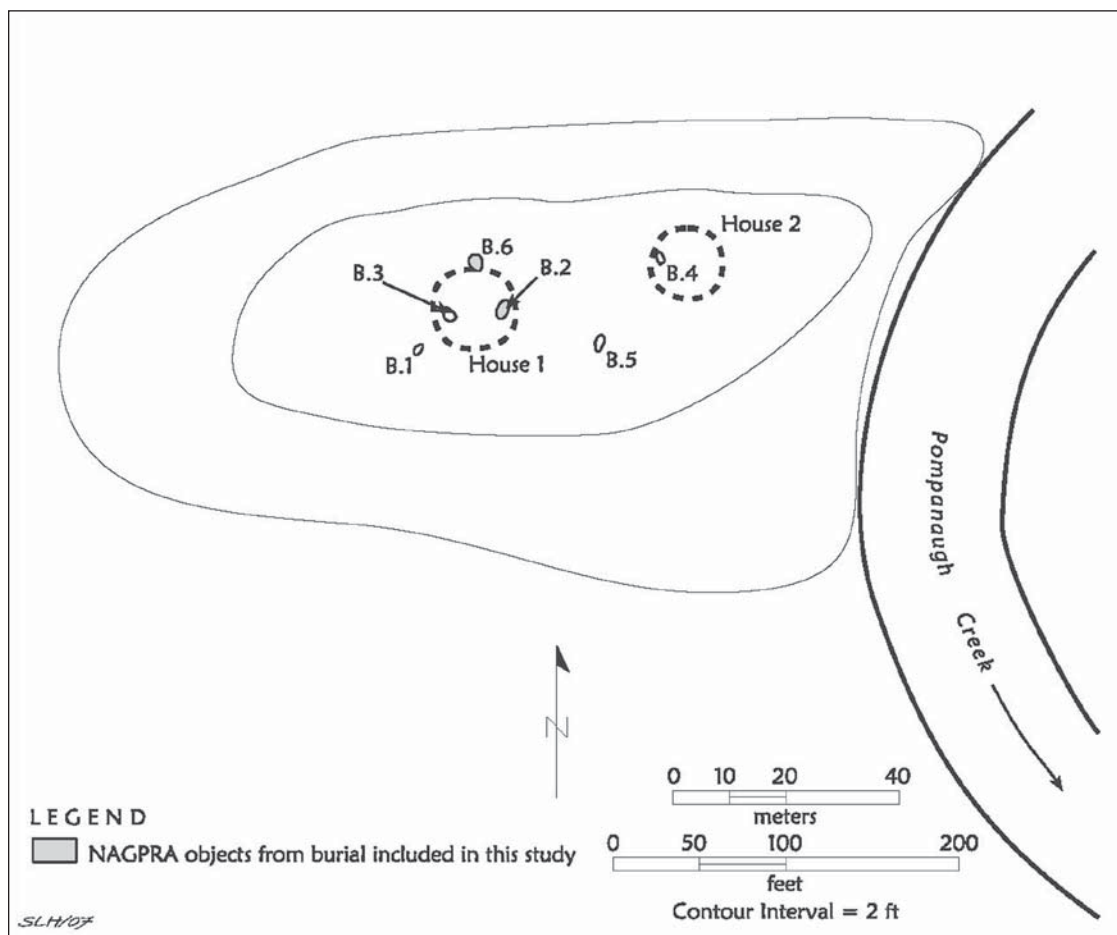 House 2
B.6
B.3
B.2
B.4
B.1
House 1
B.5
Pompanaugh Creek
N
0 10 20 40
meters
LEGEND
NAGPRA objects from burial included in this study
0 50 100 200
feet
Contour Interval = 2 ft
SLH/07